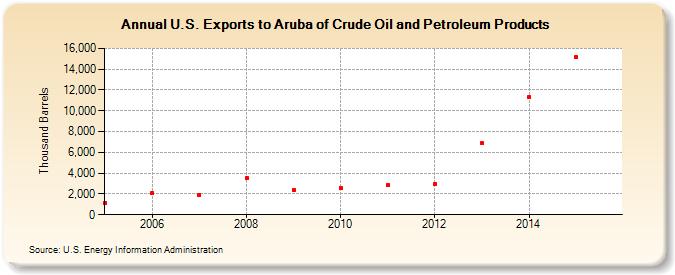 Annual U.S. Exports to Aruba of Crude Oil and Petroleum Products
Thousand Barrels
16,000
14,000
12,000
10,000
8,000
6,000
4,000
2,000
0
2006 2008 2010 2012 2014
Source: U.S. Energy Information Administration